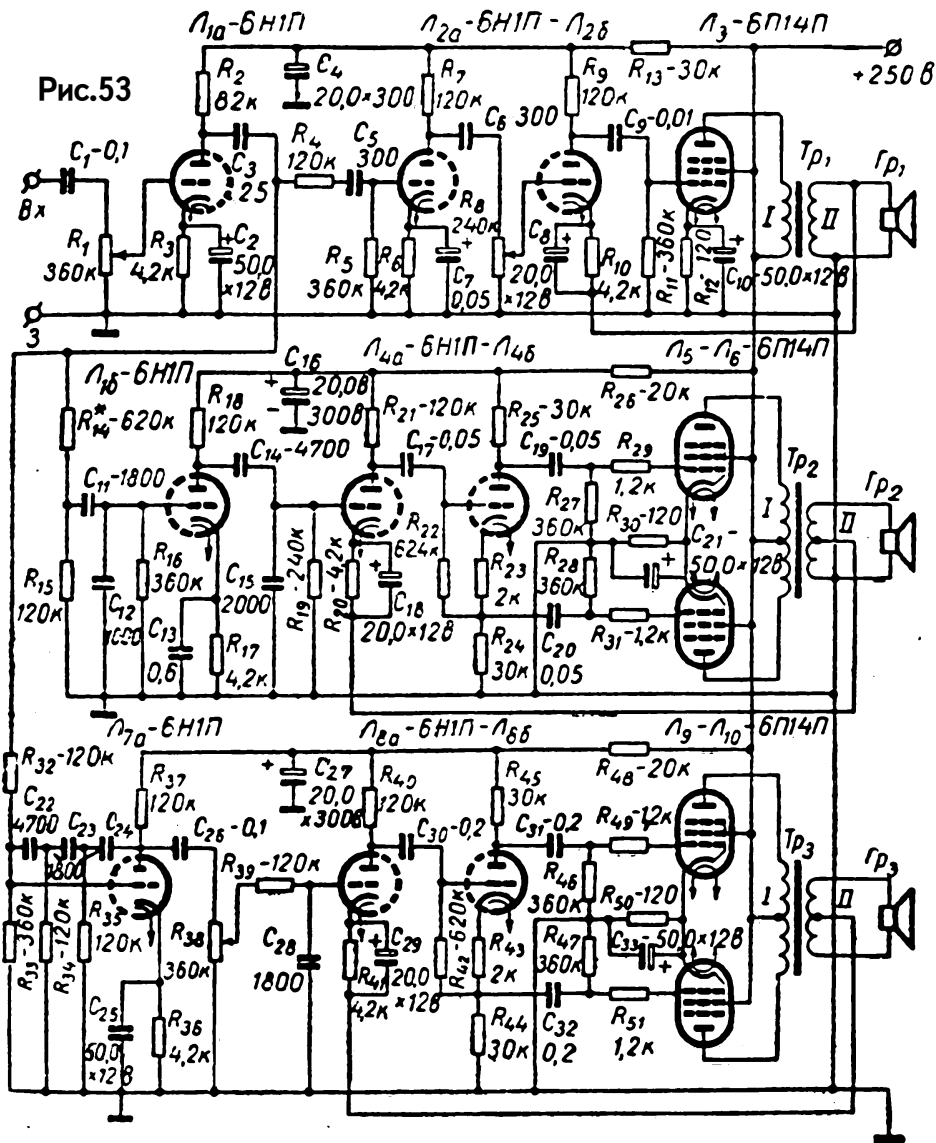 Рис.53
Л1а-6Н1П
Л2а-6Н1П-Л2б
Л3-6П14П
+250в
R2
82к
C4
20,0×300
R7
120к
R9
120к
R13-30к
C1-0,1
Вх
C3
25
R4
120к
C5
300
C6
300
C9-0,01
Тр1
Гр1
I
II
R1
360к
R3
4,2к
C2
50,0
×12в
R5
360к
R6
4,2к
R8
240к
C7
0,05
C8
20,0
×12в
R10
4,2к
R11-360к
R12-120
C10-50,0×12в
З
Л1б-6Н1П
Л4а-6Н1П-Л4б
Л5-Л6-6П14П
R14*-620к
R18
120к
C16
20,0в
300в
R21-120к
R25-30к
R26-20к
C11-1800
C14-4700
C17-0,05
C19-0,05
R29
1,2к
Тр2
Гр2
I
II
R27
360к
R30-120
C21-
50,0×12в
R15
120к
C12
R16
360к
C13
0,6
R17
4,2к
C15
2000
R19-240к
R20-4,2к
R22
624к
C18
20,0×12в
R23
2к
R24
30к
R28
360к
C20
0,05
R31-1,2к
Л7а-6Н1П
Л8а-6Н1П-Л8б
Л9-Л10-6П14П
R32-120к
R37
120к
C27
20,0
×300в
R40
120к
R45
30к
R48-20к
C22
4700
C23
C24
C26-0,1
R39-120к
C30-0,2
C31-0,2
R49-1,2к
Тр3
Гр3
I
II
R33-360к
R34-120к
R35
120к
R38
360к
C28
1800
R41
4,2к
C29
20,0
×12в
R42-620к
R43
2к
R46
360к
R50-120
R47
360к
C33-50,0×12в
C25
50,0
×12в
R36
4,2к
R44
30к
C32
0,2
R51
1,2к